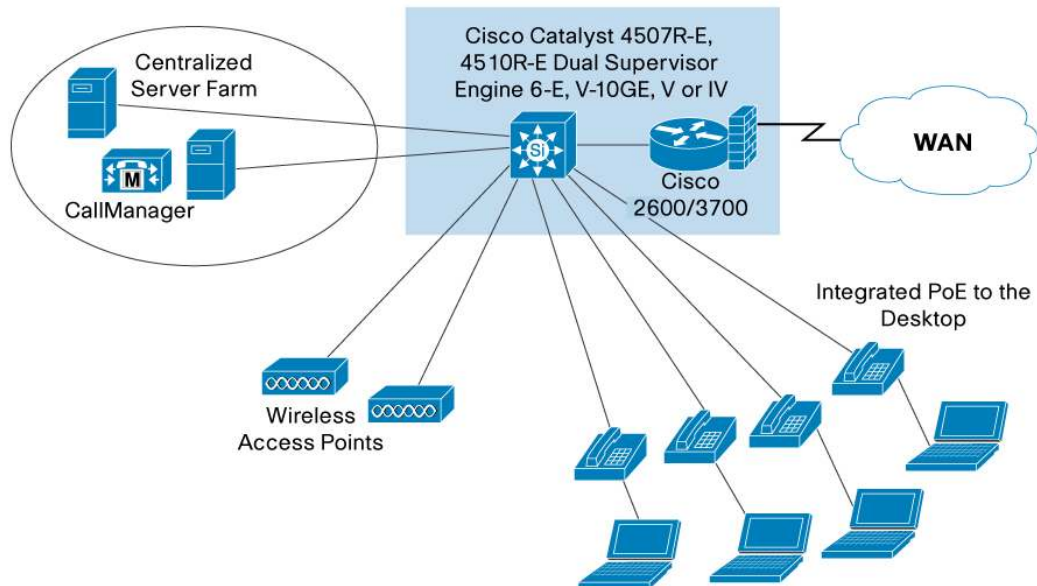 Centralized
Server Farm
M
CallManager
Cisco Catalyst 4507R-E,
4510R-E Dual Supervisor
Engine 6-E, V-10GE, V or IV
Si
Cisco
2600/3700
WAN
Wireless
Access Points
Integrated PoE to the
Desktop